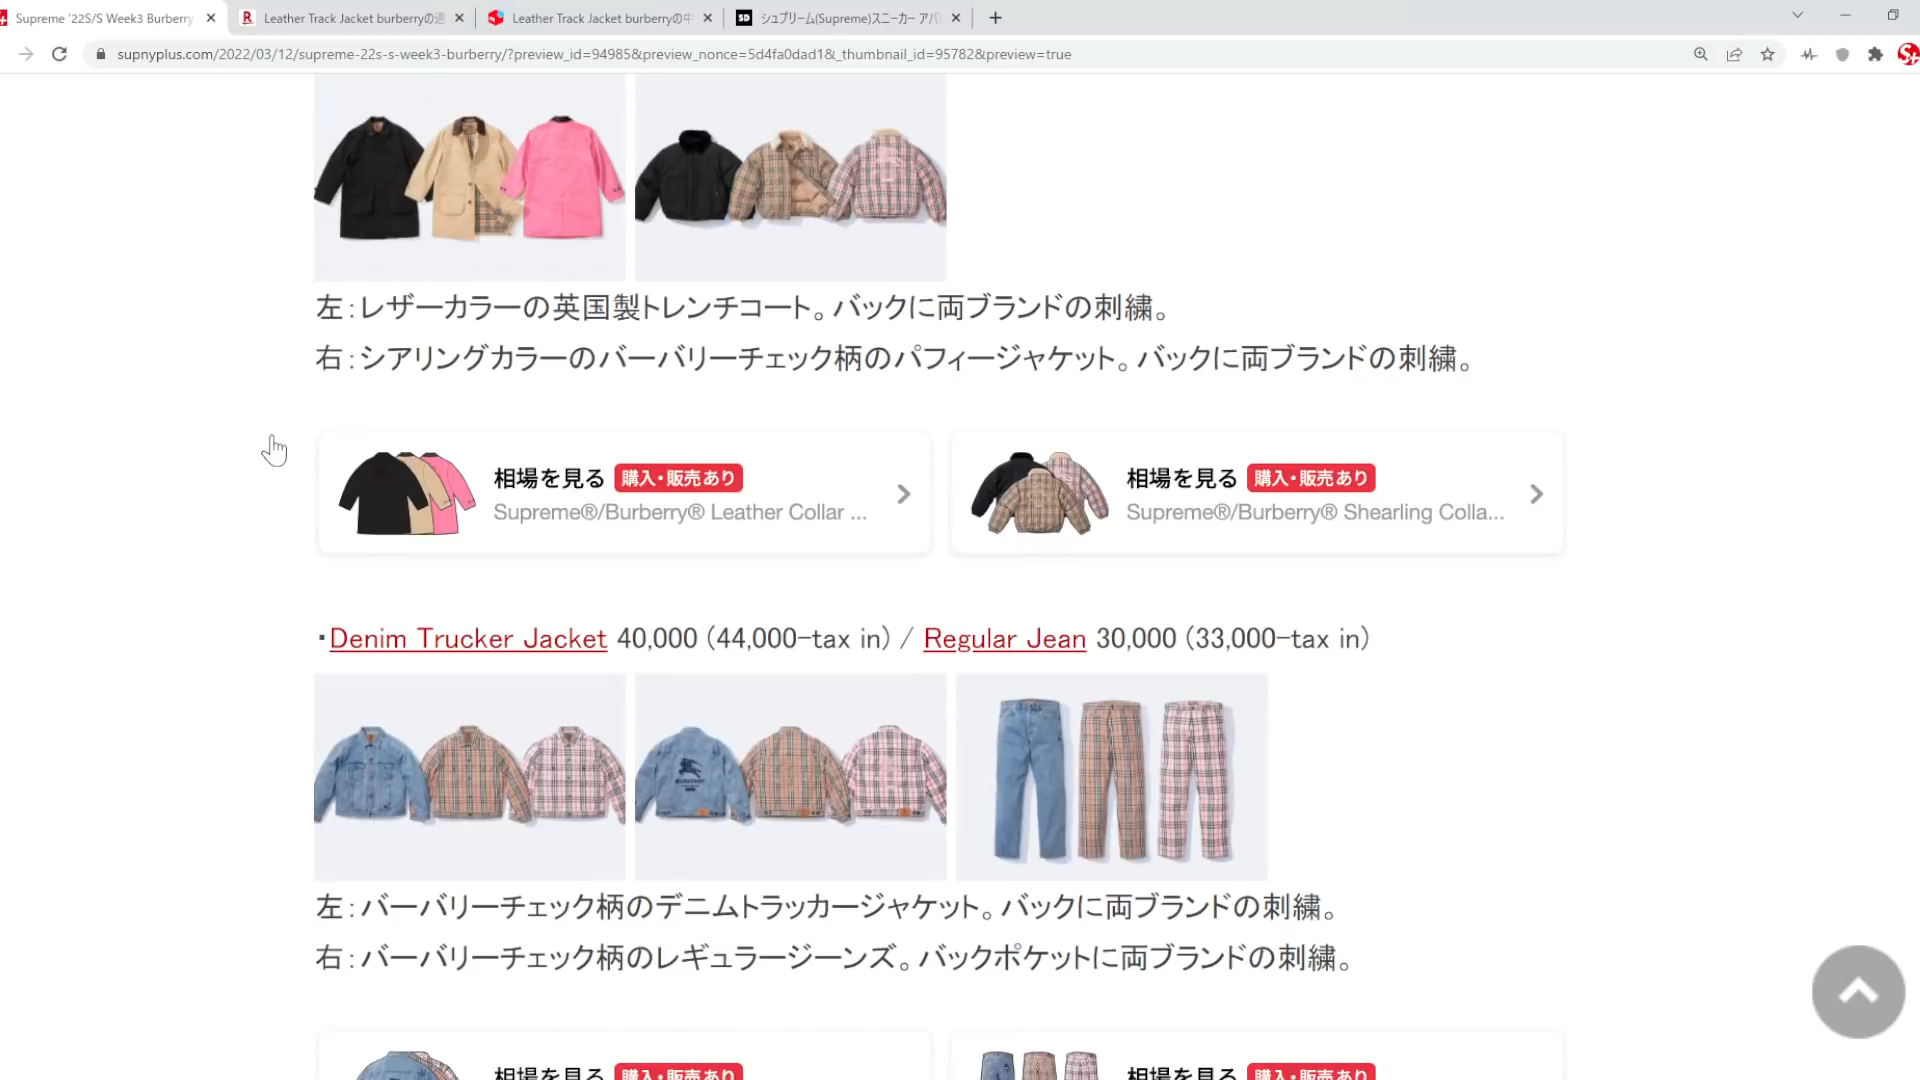 Supreme '22S/S Week3 Burberry
Leather Track Jacket burberryの通
Leather Track Jacket burberryの中
シュプリーム(Supreme)スニーカー アパ
supnyplus.com/2022/03/12/supreme-22s-s-week3-burberry/?preview_id=94985&preview_nonce=5d4fa0dad1&_thumbnail_id=95782&preview=true
左：レザーカラーの英国製トレンチコート。バックに両ブランドの刺繍。
右：シアリングカラーのバーバリーチェック柄のパフィージャケット。バックに両ブランドの刺繍。
相場を見る 購入・販売あり
Supreme®/Burberry® Leather Collar ...
相場を見る 購入・販売あり
Supreme®/Burberry® Shearling Colla...
・Denim Trucker Jacket 40,000 (44,000-tax in) / Regular Jean 30,000 (33,000-tax in)
左：バーバリーチェック柄のデニムトラッカージャケット。バックに両ブランドの刺繍。
右：バーバリーチェック柄のレギュラージーンズ。バックポケットに両ブランドの刺繍。
相場を見る 購入・販売あり
相場を見る 購入・販売あり